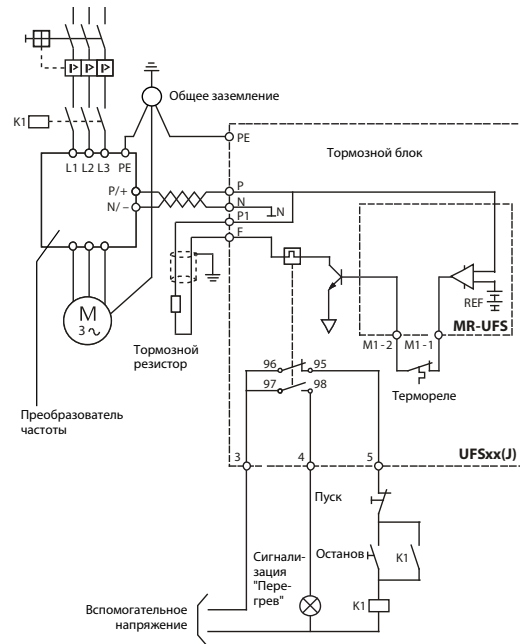 I> I> I>
Общее заземление
K1
PE
L1 L2 L3 PE
Тормозной блок
P/+
P
N/–
N
N
P1
F
REF
MR-UFS
M
3 ~
Тормозной
резистор
M1-2
M1-1
Термореле
96
95
97
98
Преобразователь
частоты
UFSxx(J)
3
4
5
Пуск
Сигнали-
зация
"Пере-
грев"
Останов
K1
K1
Вспомогательное
напряжение